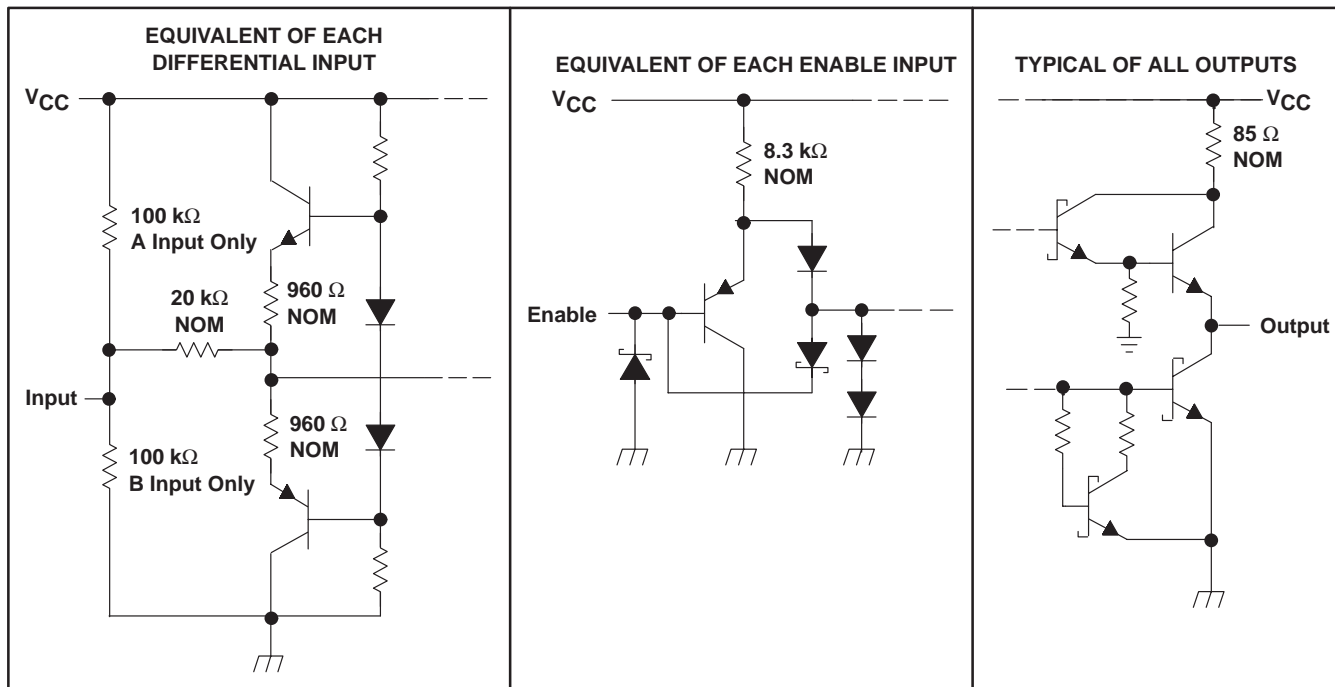 EQUIVALENT OF EACH
DIFFERENTIAL INPUT
VCC
100 kΩ
A Input Only
20 kΩ
NOM
960 Ω
NOM
Input
960 Ω
NOM
100 kΩ
B Input Only
EQUIVALENT OF EACH ENABLE INPUT
VCC
8.3 kΩ
NOM
Enable
TYPICAL OF ALL OUTPUTS
VCC
85 Ω
NOM
Output